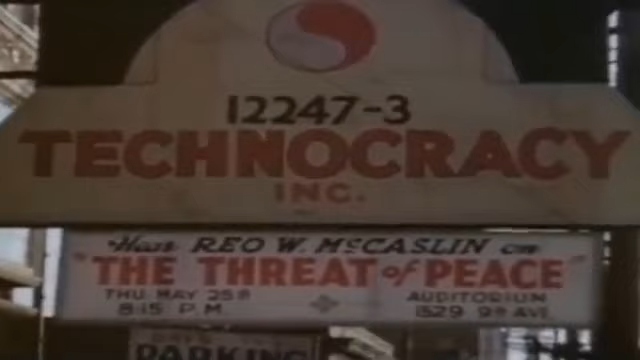 12247-3
TECHNOCRACY
INC.
Hear REO W. McCASLIN on
"THE THREAT of PEACE"
THU. MAY 25th AUDITORIUM
8:15 P.M. 1529 9th AVE.
PARKING